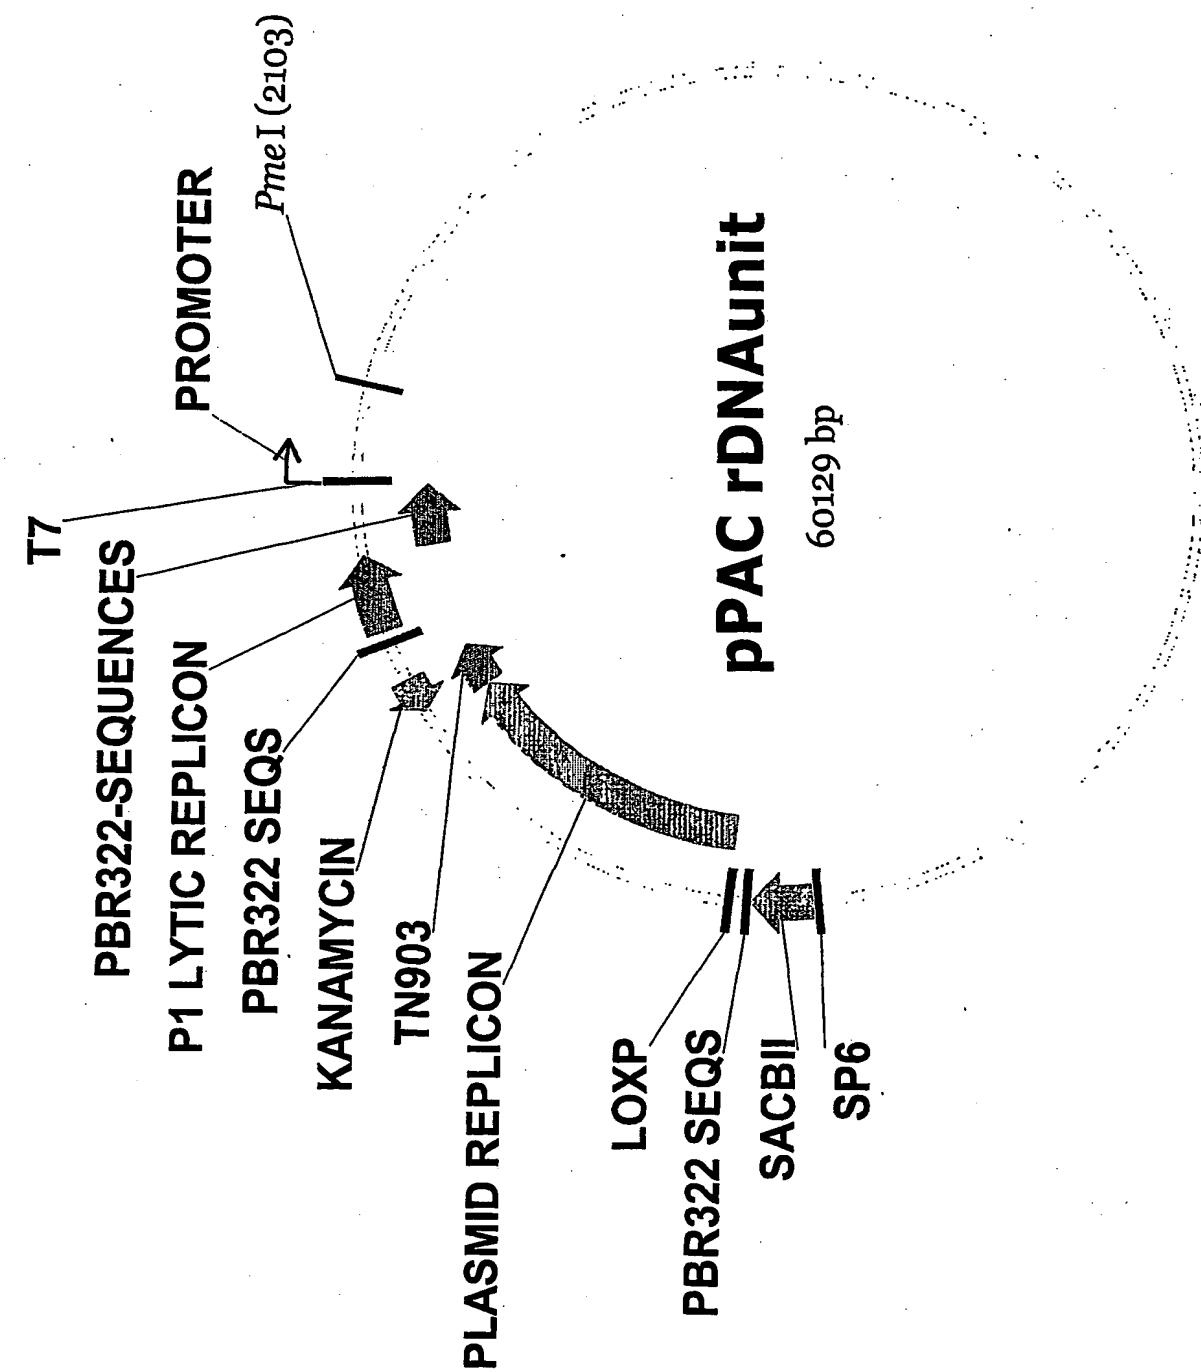 T7
PROMOTER
PmeI (2103)
PBR322-SEQUENCES
P1 LYTIC REPLICON
PBR322 SEQS
KANAMYCIN
TN903
PLASMID REPLICON
LOXP
PBR322 SEQS
SACBII
SP6
pPAC rDNAunit
60129 bp